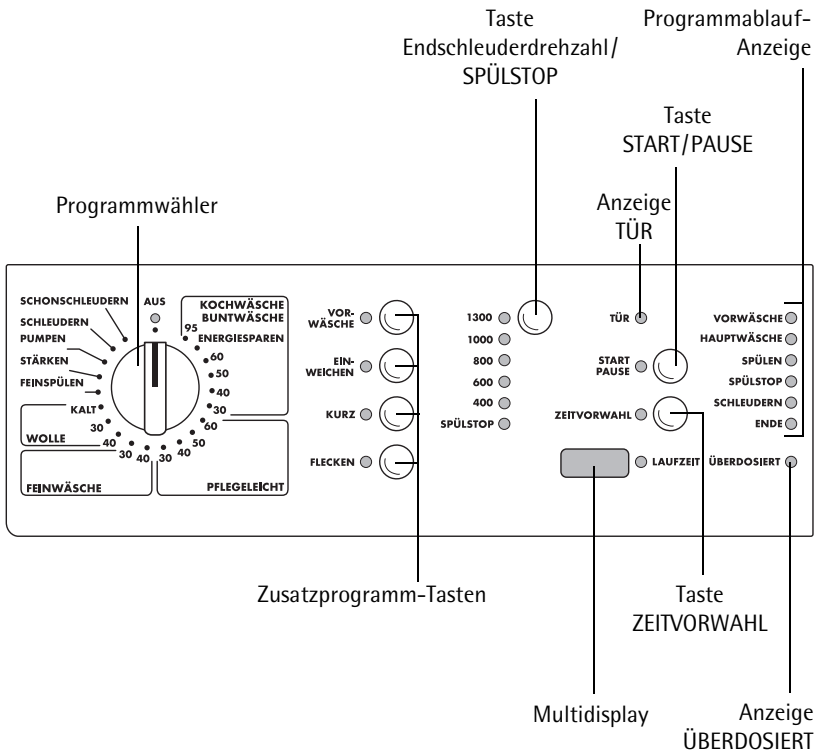 Taste
Endschleuderdrehzahl/
SPÜLSTOP
Programmablauf-
Anzeige
Taste
START/PAUSE
Anzeige
TÜR
Programmwähler
SCHONSCHLEUDERN
SCHLEUDERN
PUMPEN
STÄRKEN
FEINSPÜLEN
AUS
KOCHWÄSCHE
BUNTWÄSCHE
95
ENERGIESPAREN
60
50
40
30
60
50
40
30
PFLEGELEICHT
40
30
FEINWÄSCHE
40
30
KALT
WOLLE
VOR-
WÄSCHE
EIN-
WEICHEN
KURZ
FLECKEN
1300
1000
800
600
400
SPÜLSTOP
TÜR
START
PAUSE
ZEITVORWAHL
LAUFZEIT
VORWÄSCHE
HAUPTWÄSCHE
SPÜLEN
SPÜLSTOP
SCHLEUDERN
ENDE
ÜBERDOSIERT
Zusatzprogramm-Tasten
Taste
ZEITVORWAHL
Multidisplay
Anzeige
ÜBERDOSIERT